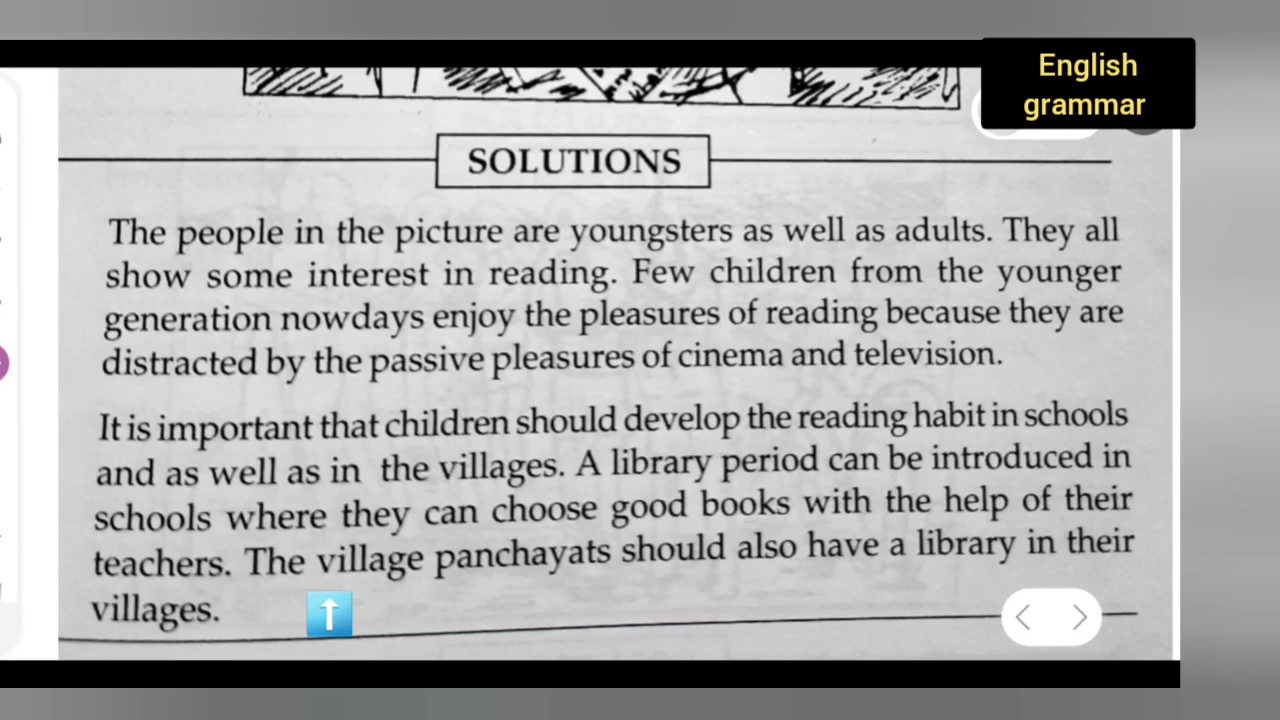 English
grammar
SOLUTIONS
The people in the picture are youngsters as well as adults. They all
show some interest in reading. Few children from the younger
generation nowdays enjoy the pleasures of reading because they are
distracted by the passive pleasures of cinema and television.
It is important that children should develop the reading habit in schools
and as well as in the villages. A library period can be introduced in
schools where they can choose good books with the help of their
teachers. The village panchayats should also have a library in their
villages.